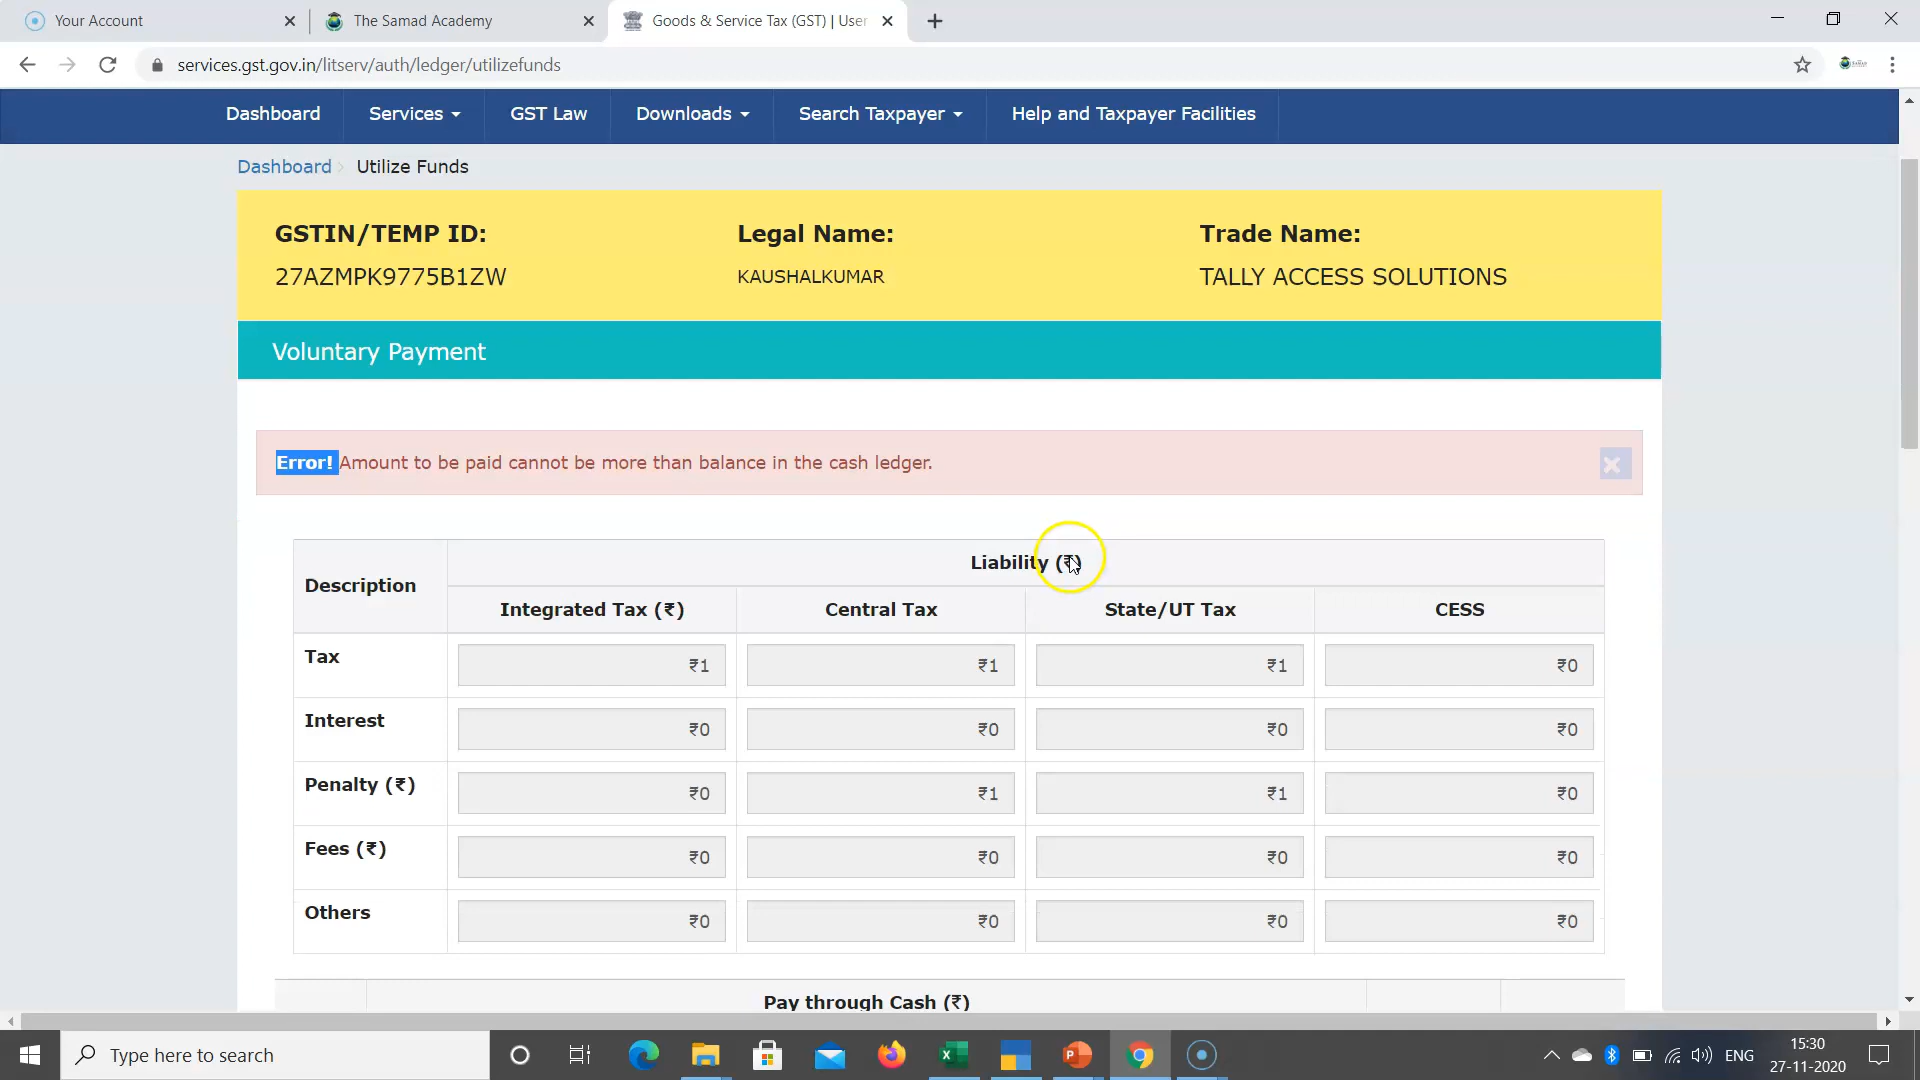 Your Account
The Samad Academy
Goods & Service Tax (GST) | User
services.gst.gov.in/litserv/auth/ledger/utilizefunds
Dashboard Services GST Law Downloads Search Taxpayer Help and Taxpayer Facilities
Dashboard Utilize Funds
GSTIN/TEMP ID: Legal Name: Trade Name:
27AZMPK9775B1ZW KAUSHALKUMAR TALLY ACCESS SOLUTIONS
Voluntary Payment
Error! Amount to be paid cannot be more than balance in the cash ledger.
Liability (₹)
Description
Integrated Tax (₹) Central Tax State/UT Tax CESS
Tax ₹1 ₹1 ₹1 ₹0
Interest ₹0 ₹0 ₹0 ₹0
Penalty (₹) ₹0 ₹1 ₹1 ₹0
Fees (₹) ₹0 ₹0 ₹0 ₹0
Others ₹0 ₹0 ₹0 ₹0
Pay through Cash (₹)
Type here to search
ENG
15:30
27-11-2020